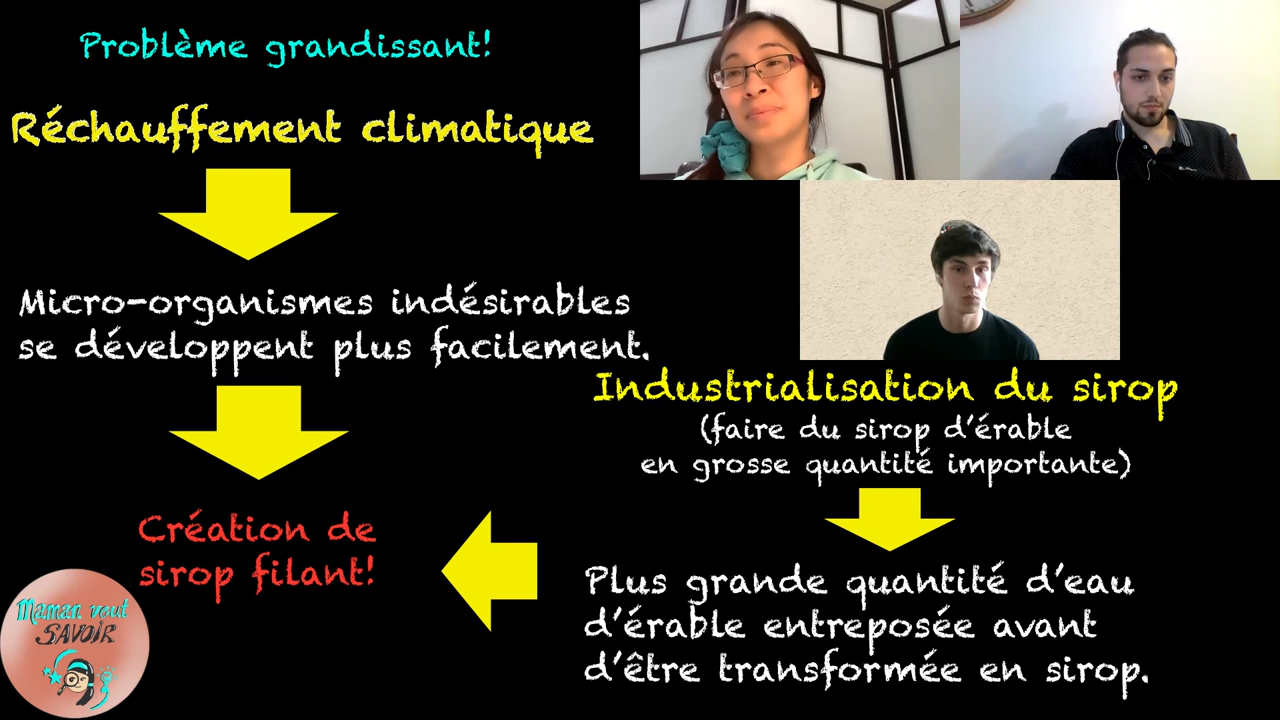 Problème grandissant!
Réchauffement climatique
Micro-organismes indésirables
se développent plus facilement.
Création de
sirop filant!
Industrialisation du sirop
(faire du sirop d'érable
en grosse quantité importante)
Plus grande quantité d'eau
d'érable entreposée avant
d'être transformée en sirop.
Maman veut
SAVOIR